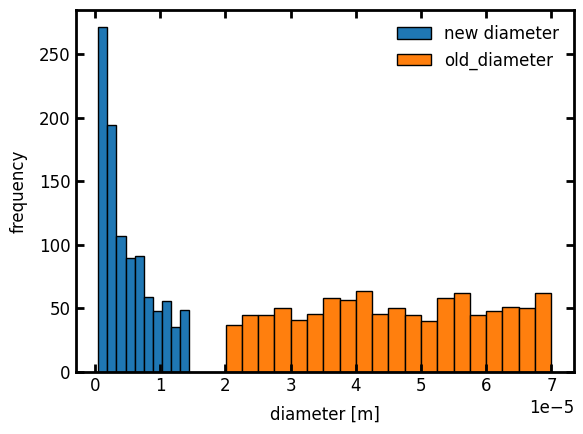 new diameter
old_diameter
frequency
250
200
150
100
50
0
0 1 2 3 4 5 6 7
1e−5
diameter [m]